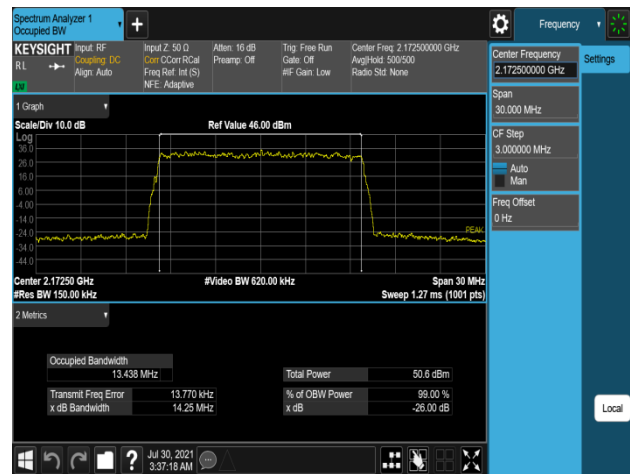 Spectrum Analyzer 1
Occupied BW
+
Frequency
KEYSIGHT
RL
LU
Input: RF
Coupling: DC
Align: Auto
Input Z: 50 Ω
Corr CCorr RCal
Freq Ref: Int (S)
NFE: Adaptive
Atten: 16 dB
Preamp: Off
Trig: Free Run
Gate: Off
#IF Gain: Low
Center Freq: 2.172500000 GHz
Avg|Hold: 500/500
Radio Std: None
Center Frequency
2.172500000 GHz
Settings
Span
30.000 MHz
CF Step
3.000000 MHz
Auto
Man
Freq Offset
0 Hz
Local
1 Graph
Scale/Div 10.0 dB
Ref Value 46.00 dBm
Log
36.0
26.0
16.0
6.00
-4.00
-14.0
-24.0
-34.0
-44.0
PEAK
Center 2.17250 GHz
#Video BW 620.00 kHz
Span 30 MHz
#Res BW 150.00 kHz
Sweep 1.27 ms (1001 pts)
2 Metrics
Occupied Bandwidth
13.438 MHz
Total Power 50.6 dBm
Transmit Freq Error 13.770 kHz
% of OBW Power 99.00 %
x dB Bandwidth 14.25 MHz
x dB -26.00 dB
?
Jul 30, 2021
3:37:18 AM